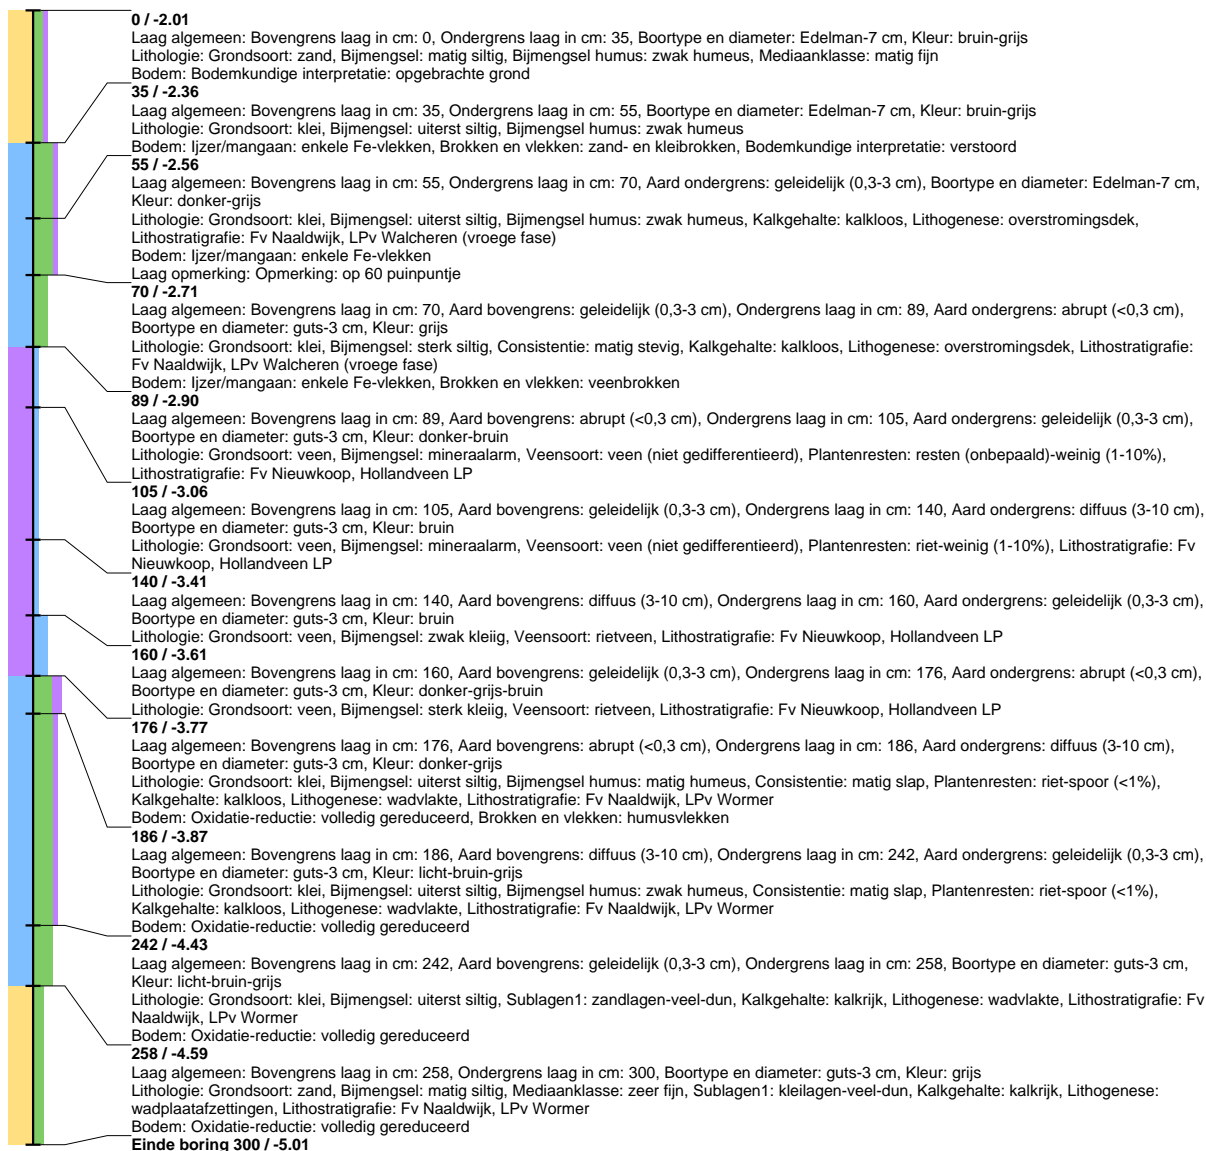 0 / -2.01
Laag algemeen: Bovengrens laag in cm: 0, Ondergrens laag in cm: 35, Boortype en diameter: Edelman-7 cm, Kleur: bruin-grijs
Lithologie: Grondsoort: zand, Bijmengsel: matig siltig, Bijmengsel humus: zwak humeus, Mediaanklasse: matig fijn
Bodem: Bodemkundige interpretatie: opgebrachte grond
35 / -2.36
Laag algemeen: Bovengrens laag in cm: 35, Ondergrens laag in cm: 55, Boortype en diameter: Edelman-7 cm, Kleur: bruin-grijs
Lithologie: Grondsoort: klei, Bijmengsel: uiterst siltig, Bijmengsel humus: zwak humeus
Bodem: Ijzer/mangaan: enkele Fe-vlekken, Brokken en vlekken: zand- en kleibrokken, Bodemkundige interpretatie: verstoord
55 / -2.56
Laag algemeen: Bovengrens laag in cm: 55, Ondergrens laag in cm: 70, Aard ondergrens: geleidelijk (0,3-3 cm), Boortype en diameter: Edelman-7 cm,
Kleur: donker-grijs
Lithologie: Grondsoort: klei, Bijmengsel: uiterst siltig, Bijmengsel humus: zwak humeus, Kalkgehalte: kalkloos, Lithogenese: overstromingsdek,
Lithostratigrafie: Fv Naaldwijk, LPv Walcheren (vroege fase)
Bodem: Ijzer/mangaan: enkele Fe-vlekken
Laag opmerking: Opmerking: op 60 puinpuntje
70 / -2.71
Laag algemeen: Bovengrens laag in cm: 70, Aard bovengrens: geleidelijk (0,3-3 cm), Ondergrens laag in cm: 89, Aard ondergrens: abrupt (<0,3 cm),
Boortype en diameter: guts-3 cm, Kleur: grijs
Lithologie: Grondsoort: klei, Bijmengsel: sterk siltig, Consistentie: matig stevig, Kalkgehalte: kalkloos, Lithogenese: overstromingsdek, Lithostratigrafie:
Fv Naaldwijk, LPv Walcheren (vroege fase)
Bodem: Ijzer/mangaan: enkele Fe-vlekken, Brokken en vlekken: veenbrokken
89 / -2.90
Laag algemeen: Bovengrens laag in cm: 89, Aard bovengrens: abrupt (<0,3 cm), Ondergrens laag in cm: 105, Aard ondergrens: geleidelijk (0,3-3 cm),
Boortype en diameter: guts-3 cm, Kleur: donker-bruin
Lithologie: Grondsoort: veen, Bijmengsel: mineraalarm, Veensoort: veen (niet gedifferentieerd), Plantenresten: resten (onbepaald)-weinig (1-10%),
Lithostratigrafie: Fv Nieuwkoop, Hollandveen LP
105 / -3.06
Laag algemeen: Bovengrens laag in cm: 105, Aard bovengrens: geleidelijk (0,3-3 cm), Ondergrens laag in cm: 140, Aard ondergrens: diffuus (3-10 cm),
Boortype en diameter: guts-3 cm, Kleur: bruin
Lithologie: Grondsoort: veen, Bijmengsel: mineraalarm, Veensoort: veen (niet gedifferentieerd), Plantenresten: riet-weinig (1-10%), Lithostratigrafie: Fv
Nieuwkoop, Hollandveen LP
140 / -3.41
Laag algemeen: Bovengrens laag in cm: 140, Aard bovengrens: diffuus (3-10 cm), Ondergrens laag in cm: 160, Aard ondergrens: geleidelijk (0,3-3 cm),
Boortype en diameter: guts-3 cm, Kleur: bruin
Lithologie: Grondsoort: veen, Bijmengsel: zwak kleiig, Veensoort: rietveen, Lithostratigrafie: Fv Nieuwkoop, Hollandveen LP
160 / -3.61
Laag algemeen: Bovengrens laag in cm: 160, Aard bovengrens: geleidelijk (0,3-3 cm), Ondergrens laag in cm: 176, Aard ondergrens: abrupt (<0,3 cm),
Boortype en diameter: guts-3 cm, Kleur: donker-grijs-bruin
Lithologie: Grondsoort: veen, Bijmengsel: sterk kleiig, Veensoort: rietveen, Lithostratigrafie: Fv Nieuwkoop, Hollandveen LP
176 / -3.77
Laag algemeen: Bovengrens laag in cm: 176, Aard bovengrens: abrupt (<0,3 cm), Ondergrens laag in cm: 186, Aard ondergrens: diffuus (3-10 cm),
Boortype en diameter: guts-3 cm, Kleur: donker-grijs
Lithologie: Grondsoort: klei, Bijmengsel: uiterst siltig, Bijmengsel humus: matig humeus, Consistentie: matig slap, Plantenresten: riet-spoor (<1%),
Kalkgehalte: kalkloos, Lithogenese: wadvlakte, Lithostratigrafie: Fv Naaldwijk, LPv Wormer
Bodem: Oxidatie-reductie: volledig gereduceerd, Brokken en vlekken: humusvlekken
186 / -3.87
Laag algemeen: Bovengrens laag in cm: 186, Aard bovengrens: diffuus (3-10 cm), Ondergrens laag in cm: 242, Aard ondergrens: geleidelijk (0,3-3 cm),
Boortype en diameter: guts-3 cm, Kleur: licht-bruin-grijs
Lithologie: Grondsoort: klei, Bijmengsel: uiterst siltig, Bijmengsel humus: zwak humeus, Consistentie: matig slap, Plantenresten: riet-spoor (<1%),
Kalkgehalte: kalkloos, Lithogenese: wadvlakte, Lithostratigrafie: Fv Naaldwijk, LPv Wormer
Bodem: Oxidatie-reductie: volledig gereduceerd
242 / -4.43
Laag algemeen: Bovengrens laag in cm: 242, Aard bovengrens: geleidelijk (0,3-3 cm), Ondergrens laag in cm: 258, Boortype en diameter: guts-3 cm,
Kleur: licht-bruin-grijs
Lithologie: Grondsoort: klei, Bijmengsel: uiterst siltig, Sublagen1: zandlagen-veel-dun, Kalkgehalte: kalkrijk, Lithogenese: wadvlakte, Lithostratigrafie: Fv
Naaldwijk, LPv Wormer
Bodem: Oxidatie-reductie: volledig gereduceerd
258 / -4.59
Laag algemeen: Bovengrens laag in cm: 258, Ondergrens laag in cm: 300, Boortype en diameter: guts-3 cm, Kleur: grijs
Lithologie: Grondsoort: zand, Bijmengsel: matig siltig, Mediaanklasse: zeer fijn, Sublagen1: kleilagen-veel-dun, Kalkgehalte: kalkrijk, Lithogenese:
wadplaatafzettingen, Lithostratigrafie: Fv Naaldwijk, LPv Wormer
Bodem: Oxidatie-reductie: volledig gereduceerd
Einde boring 300 / -5.01